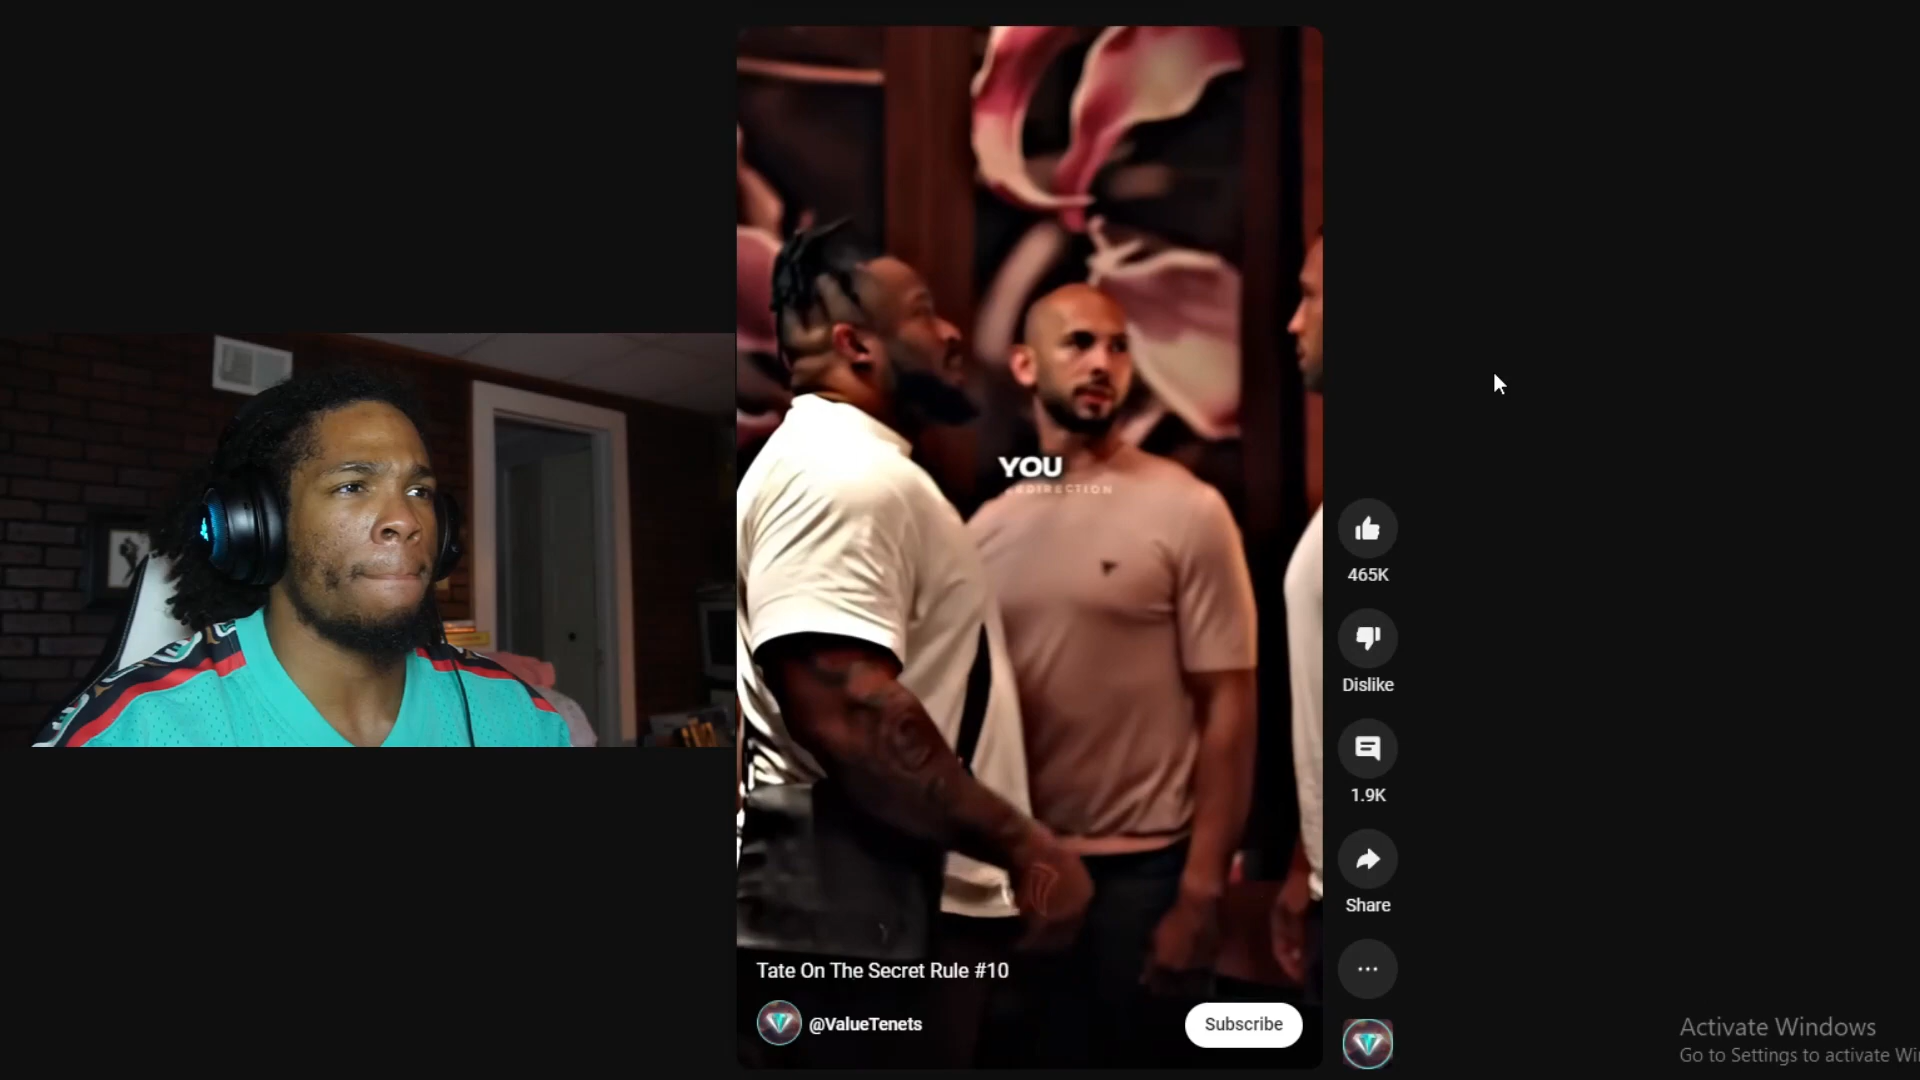 YOU
465K
Dislike
1.9K
Share
Tate On The Secret Rule #10
@ValueTenets
Subscribe
Activate Windows
Go to Settings to activate Wi